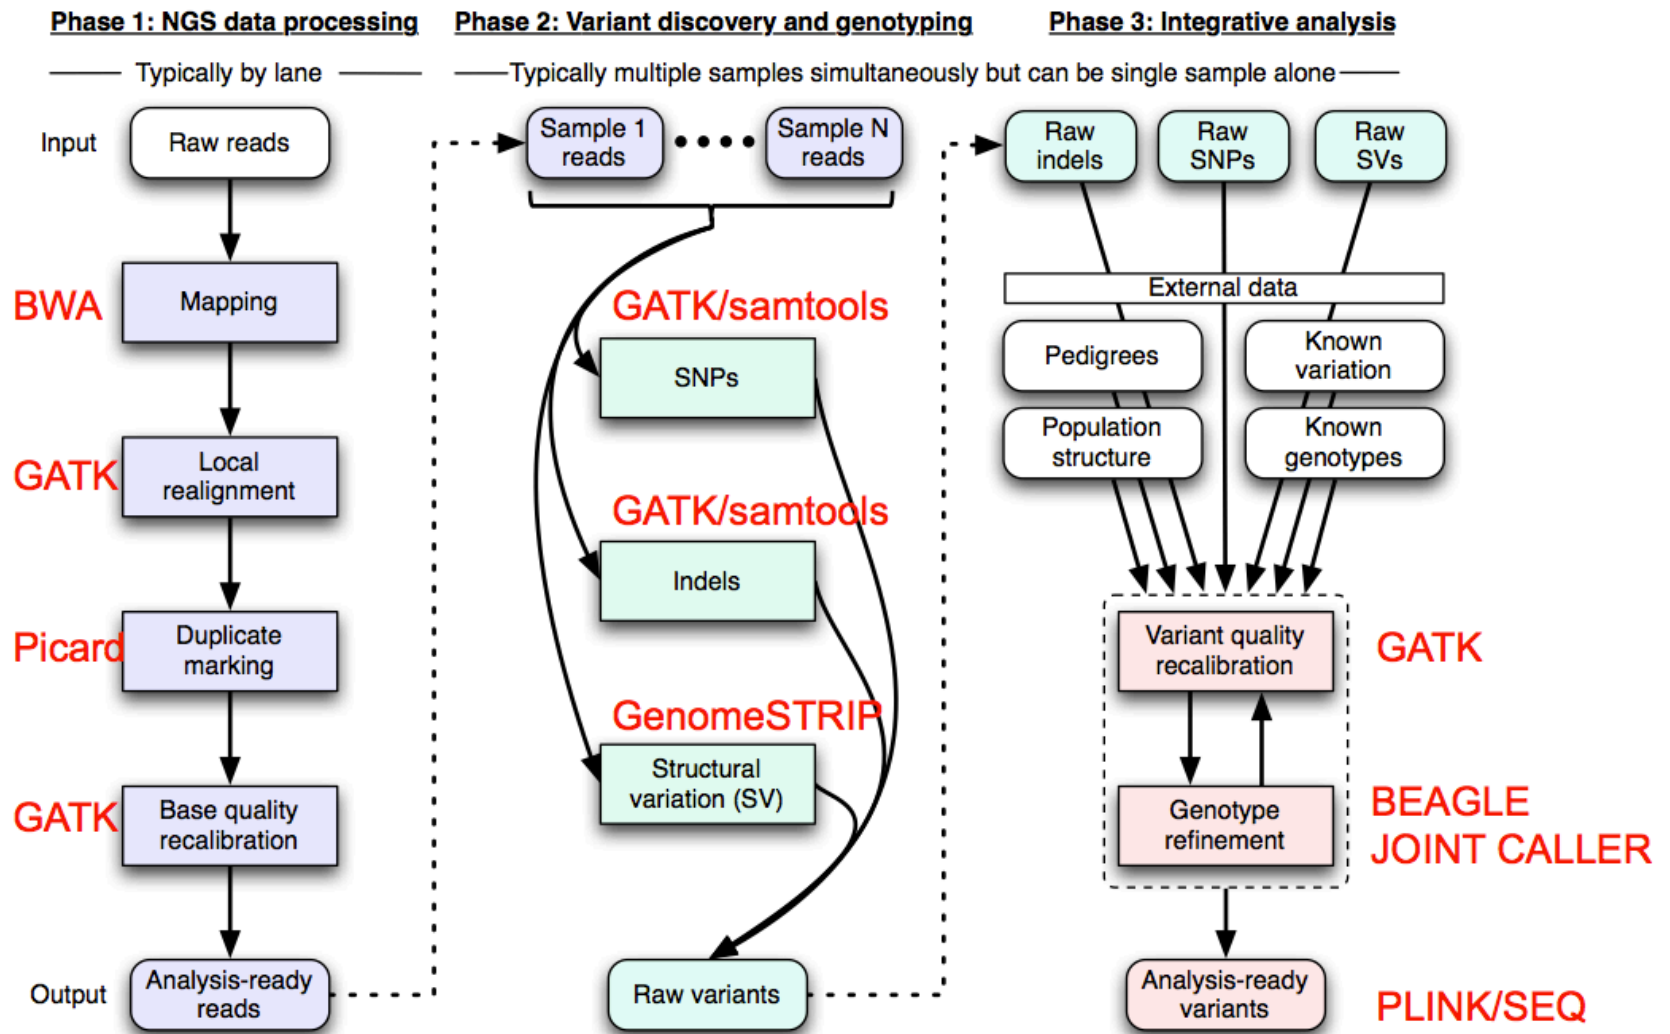 Phase 1: NGS data processing
Typically by lane
Input
Raw reads
BWA
Mapping
GATK
Local
realignment
Picard
Duplicate
marking
GATK
Base quality
recalibration
Output
Analysis-ready
reads
Phase 2: Variant discovery and genotyping
Typically multiple samples simultaneously but can be single sample alone
Sample 1
reads
Sample N
reads
GATK/samtools
SNPs
GATK/samtools
Indels
GenomeSTRIP
Structural
variation (SV)
Raw variants
Phase 3: Integrative analysis
Raw
indels
Raw
SNPs
Raw
SVs
External data
Pedigrees
Known
variation
Population
structure
Known
genotypes
Variant quality
recalibration
GATK
Genotype
refinement
BEAGLE
JOINT CALLER
Analysis-ready
variants
PLINK/SEQ